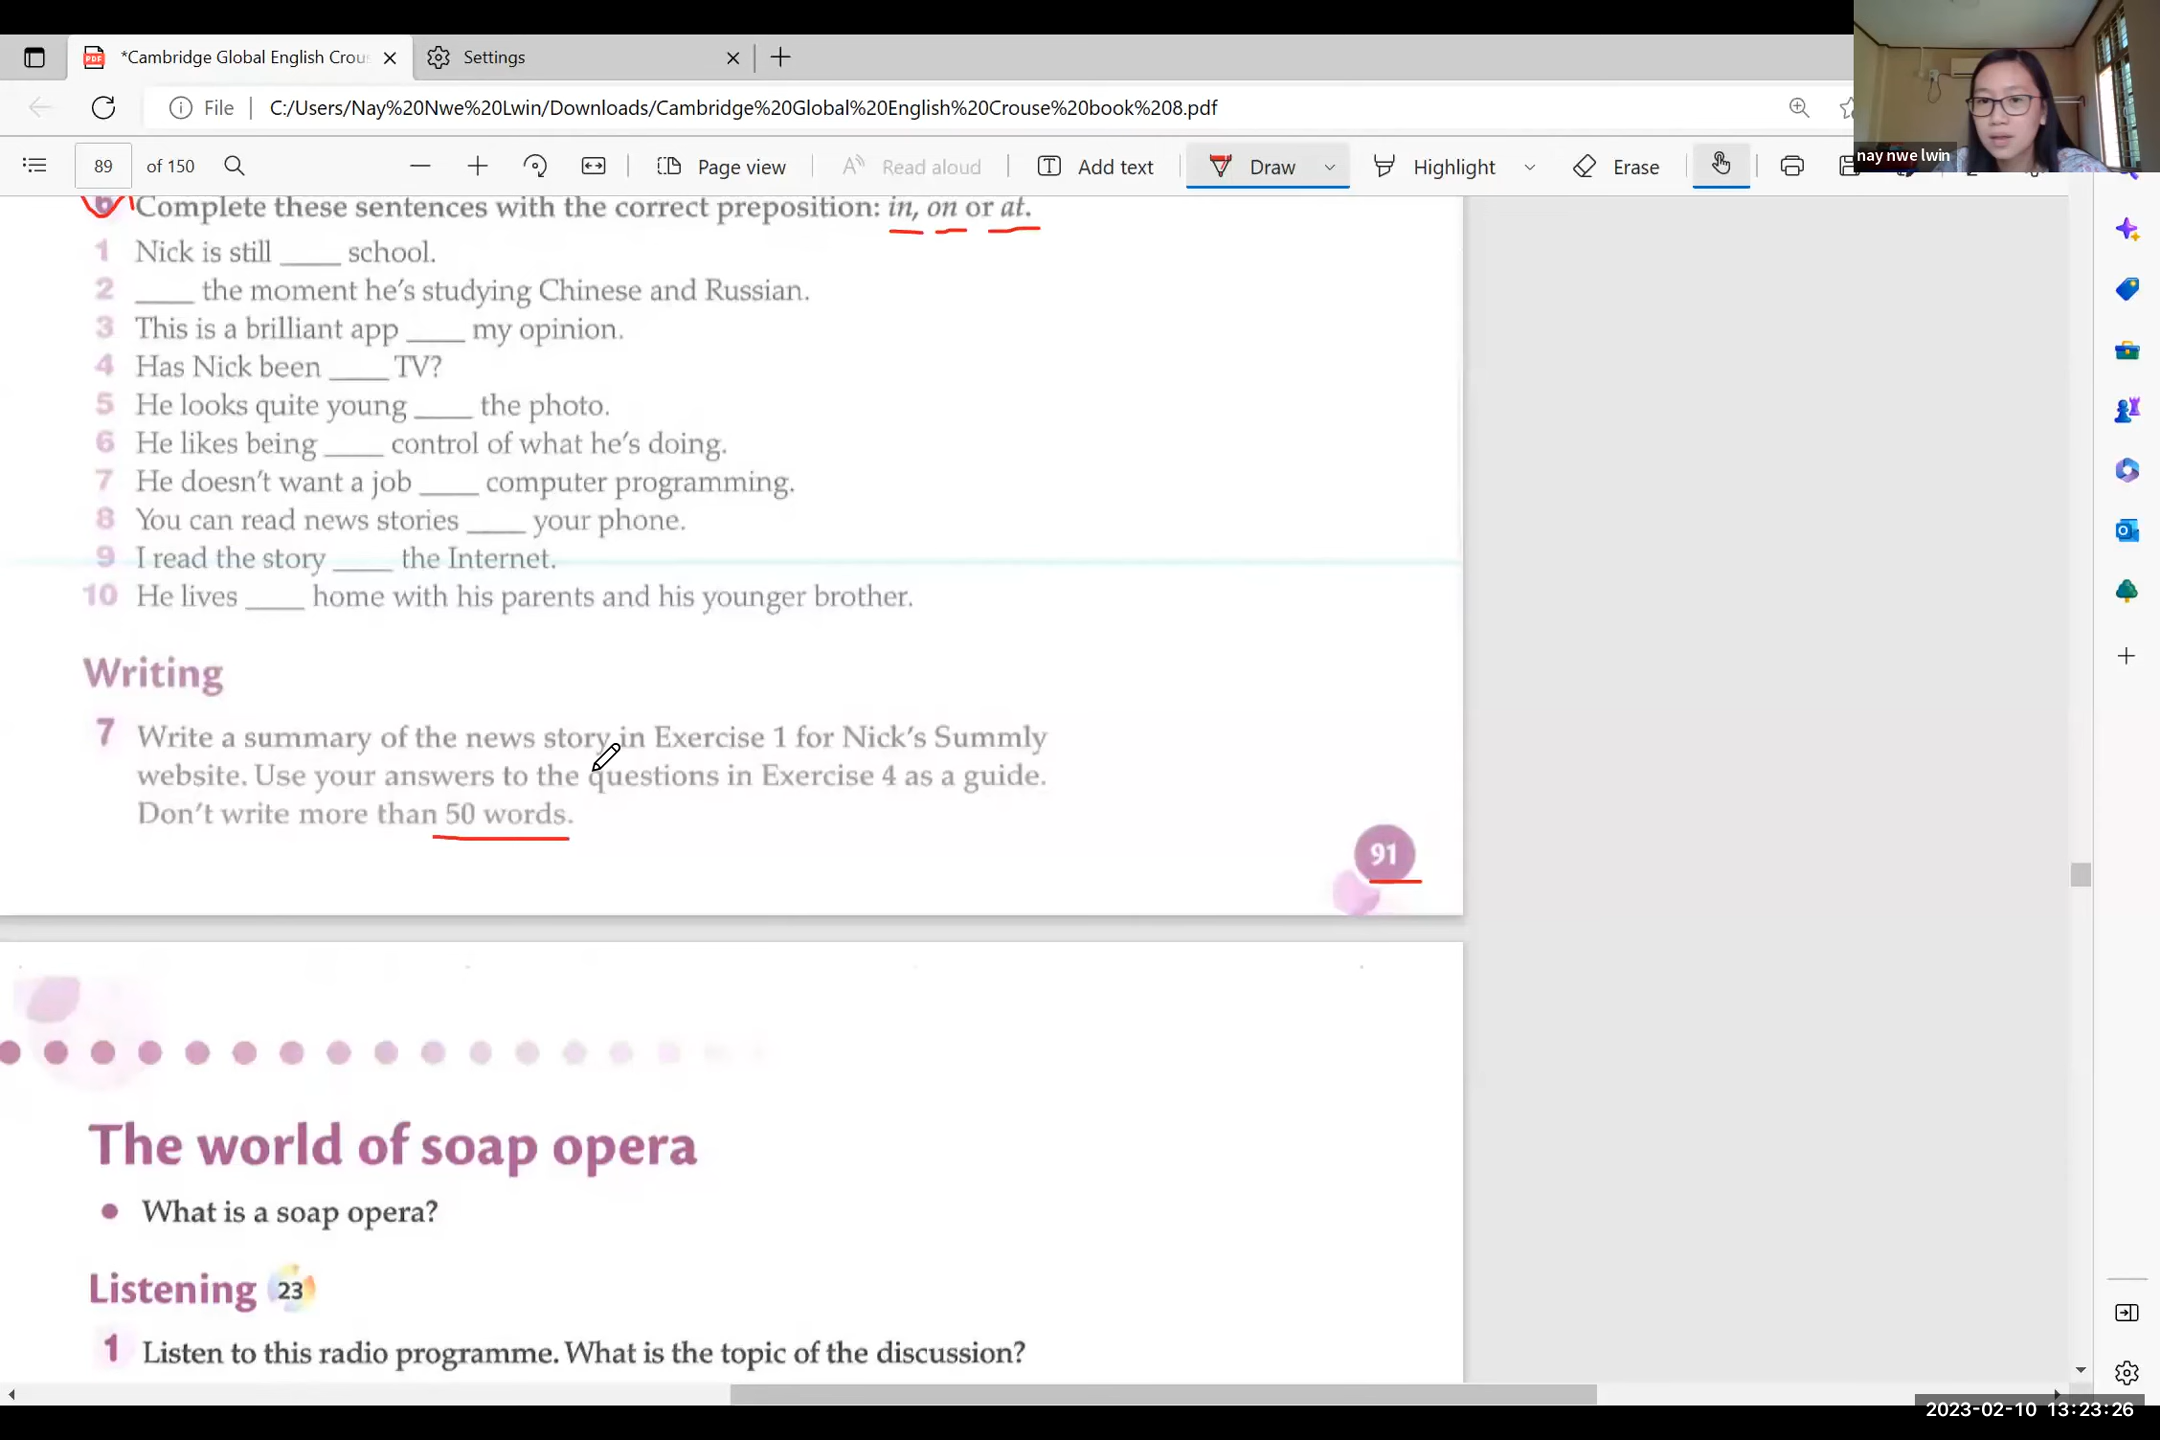 *Cambridge Global English Crou
Settings
File
C:/Users/Nay%20Nwe%20Lwin/Downloads/Cambridge%20Global%20English%20Crouse%20book%208.pdf
nay nwe lwin
89 of 150
Page view
Read aloud
Add text
Draw
Highlight
Erase
6 Complete these sentences with the correct preposition: in, on or at.
1 Nick is still ____ school.
2 ____ the moment he's studying Chinese and Russian.
3 This is a brilliant app ____ my opinion.
4 Has Nick been ____ TV?
5 He looks quite young ____ the photo.
6 He likes being ____ control of what he's doing.
7 He doesn't want a job ____ computer programming.
8 You can read news stories ____ your phone.
9 I read the story ____ the Internet.
10 He lives ____ home with his parents and his younger brother.
Writing
7 Write a summary of the news story in Exercise 1 for Nick's Summly
website. Use your answers to the questions in Exercise 4 as a guide.
Don't write more than 50 words.
91
The world of soap opera
• What is a soap opera?
Listening 23
1 Listen to this radio programme. What is the topic of the discussion?
2023-02-10 13:23:26